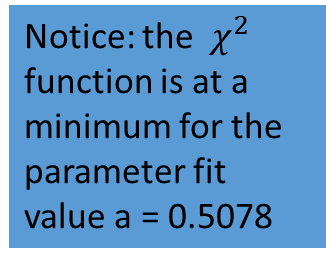 Notice: the χ²
function is at a
minimum for the
parameter fit
value a = 0.5078